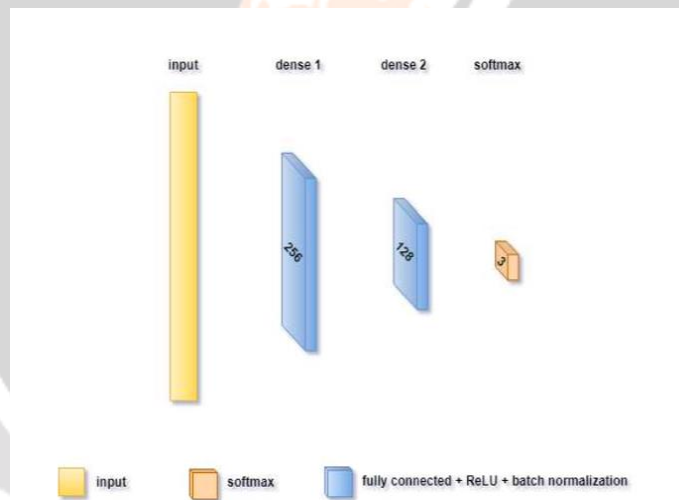 input dense 1 dense 2 softmax
256
128
3
input softmax fully connected + ReLU + batch normalization